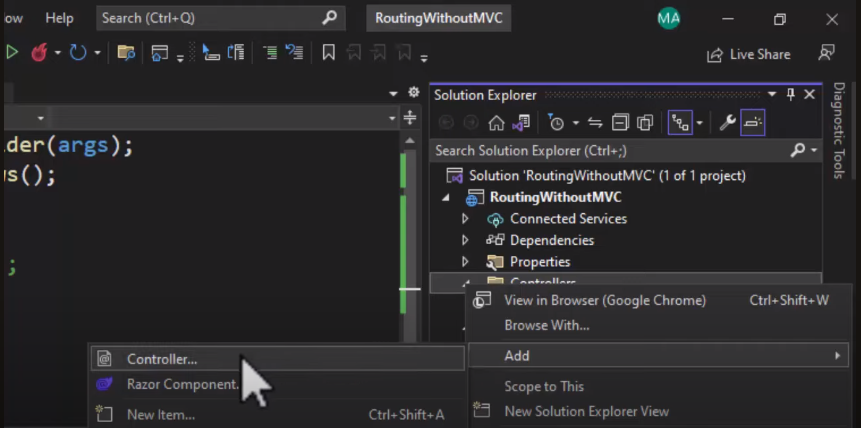 ow Help Search (Ctrl+Q) RoutingWithoutMVC MA
Live Share
Solution Explorer
lder(args);
Search Solution Explorer (Ctrl+;)
Diagnostic Tools
s();
Solution 'RoutingWithoutMVC' (1 of 1 project)
RoutingWithoutMVC
Connected Services
Dependencies
;
Properties
Controllers
View in Browser (Google Chrome) Ctrl+Shift+W
Browse With...
Add
Controller...
Razor Component.
Scope to This
New Item... Ctrl+Shift+A
New Solution Explorer View